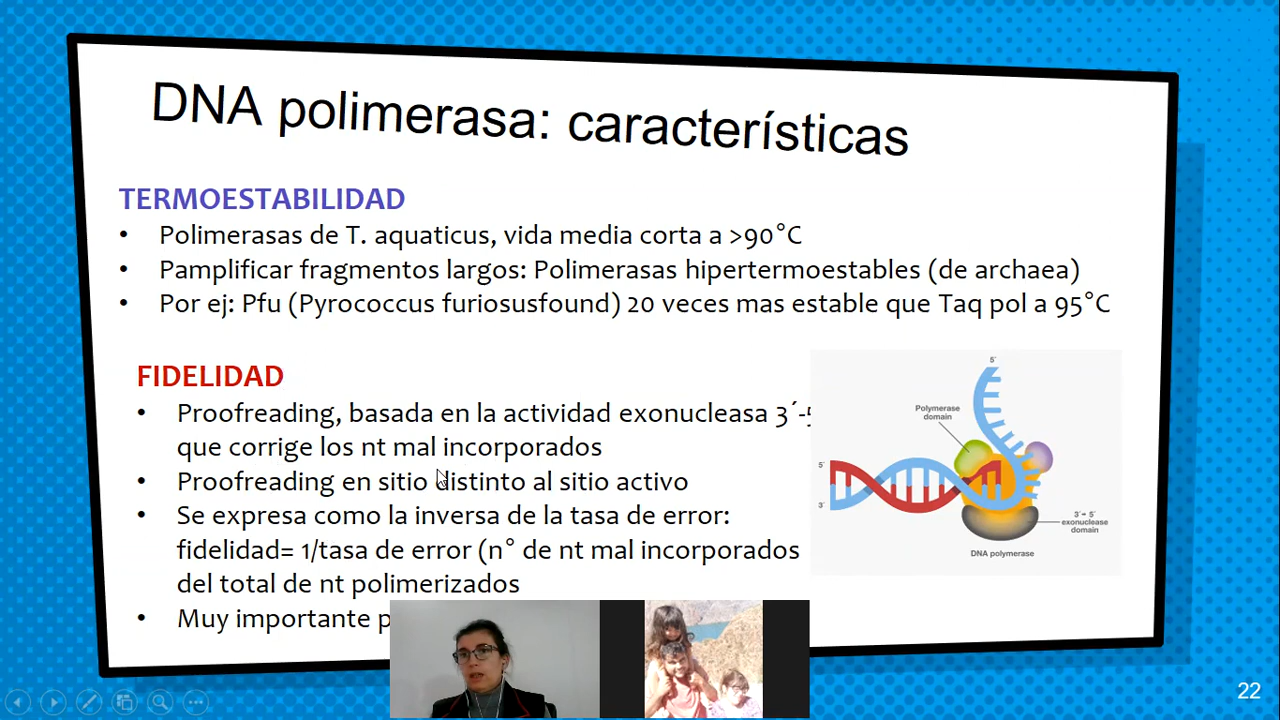 DNA polimerasa: características
TERMOESTABILIDAD
• Polimerasas de T. aquaticus, vida media corta a >90°C
• Pamplificar fragmentos largos: Polimerasas hipertermoestables (de archaea)
• Por ej: Pfu (Pyrococcus furiosusfound) 20 veces mas estable que Taq pol a 95°C
FIDELIDAD
• Proofreading, basada en la actividad exonucleasa 3´-5
que corrige los nt mal incorporados
• Proofreading en sitio distinto al sitio activo
• Se expresa como la inversa de la tasa de error:
fidelidad= 1/tasa de error (n° de nt mal incorporados
del total de nt polimerizados
• Muy importante p
5´
Polymerase
domain
5´
3´
3´- 5´
exonuclease
domain
DNA polymerase
22